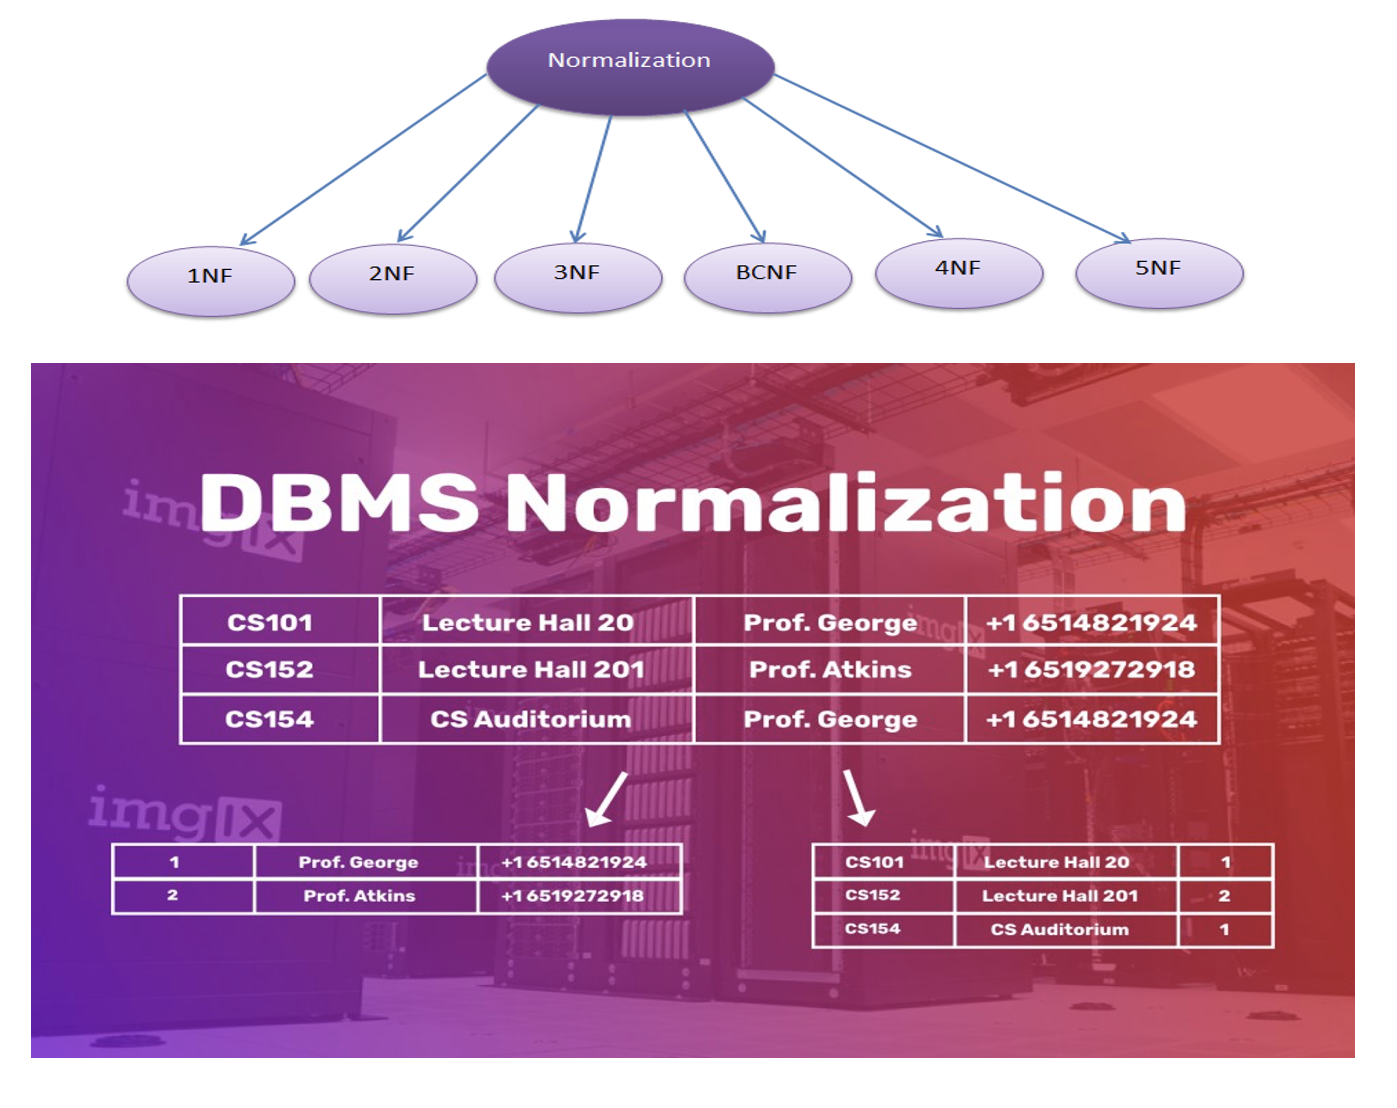 Normalization
1NF 2NF 3NF BCNF 4NF 5NF
DBMS Normalization
imgIX
CS101 Lecture Hall 20 Prof. George +1 6514821924
CS152 Lecture Hall 201 Prof. Atkins +1 6519272918
CS154 CS Auditorium Prof. George +1 6514821924
imgIX
1 Prof. George +1 6514821924
2 Prof. Atkins +1 6519272918
CS101 Lecture Hall 20 1
CS152 Lecture Hall 201 2
CS154 CS Auditorium 1